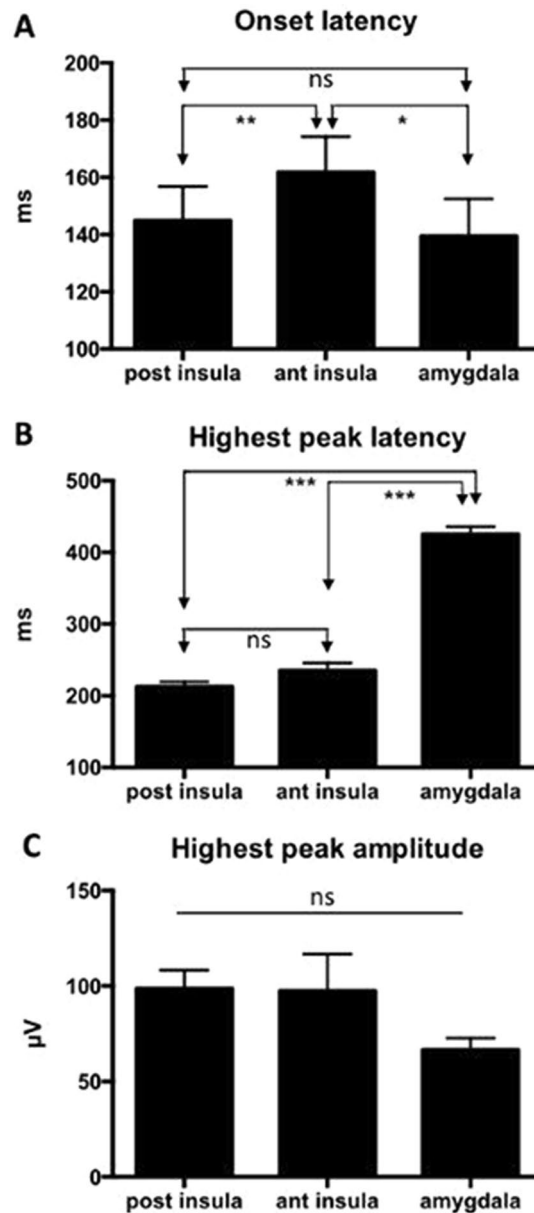 A
Onset latency
200
ns
180
** *
160
ms
140
120
100
post insula ant insula amygdala
B
Highest peak latency
500
***
***
400
ms
300
ns
200
100
post insula ant insula amygdala
C
Highest peak amplitude
150
ns
100
µV
50
0
post insula ant insula amygdala